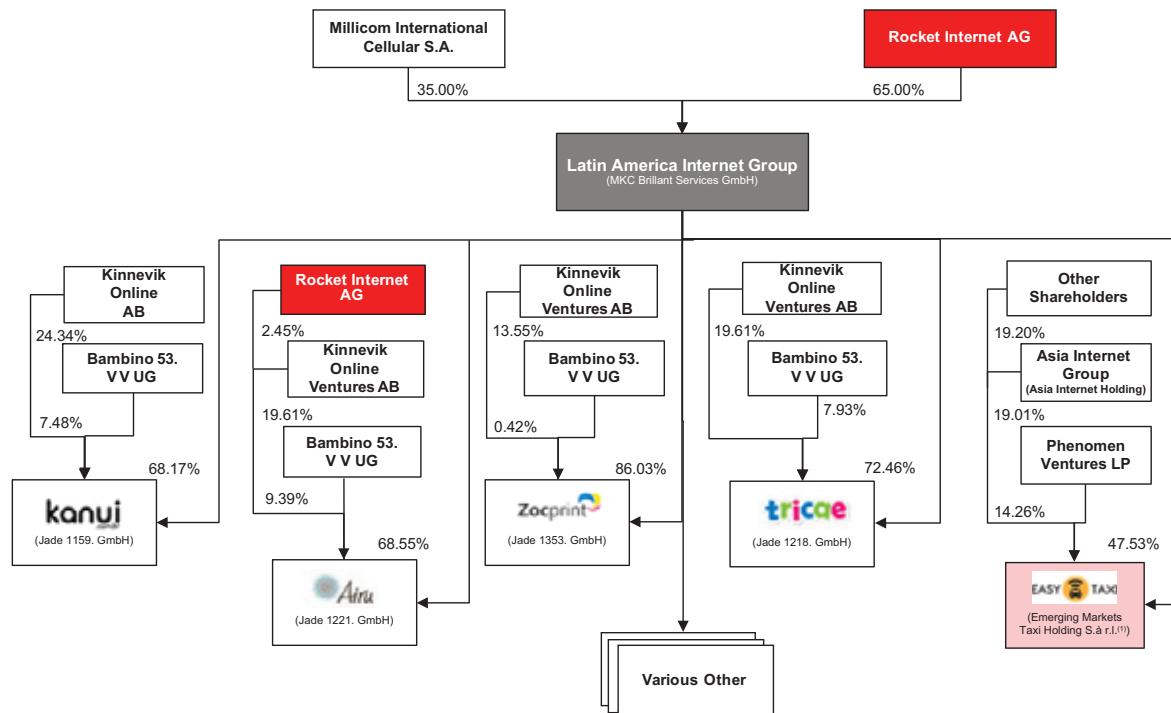 Millicom International
Cellular S.A.
Rocket Internet AG
35.00%
65.00%
Latin America Internet Group
(MKC Brillant Services GmbH)
Kinnevik
Online
AB
24.34%
Bambino 53.
V V UG
7.48%
68.17%
kanui
(Jade 1159. GmbH)
Rocket Internet
AG
2.45%
Kinnevik
Online
Ventures AB
19.61%
Bambino 53.
V V UG
9.39%
68.55%
Airu
(Jade 1221. GmbH)
Kinnevik
Online
Ventures AB
13.55%
Bambino 53.
V V UG
0.42%
86.03%
Zocprint
(Jade 1353. GmbH)
Kinnevik
Online
Ventures AB
19.61%
Bambino 53.
V V UG
7.93%
72.46%
tricae
(Jade 1218. GmbH)
Other
Shareholders
19.20%
Asia Internet
Group
(Asia Internet Holding)
19.01%
Phenomen
Ventures LP
14.26%
47.53%
EASY TAXI
(Emerging Markets
Taxi Holding S.à r.l.(1))
Various Other